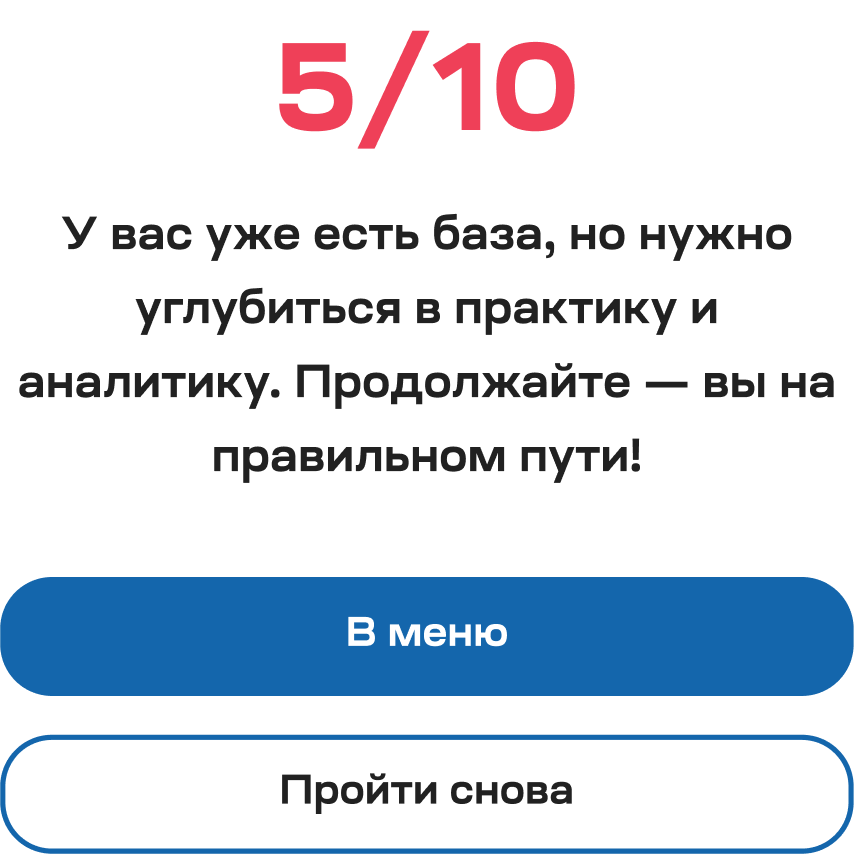 5/10
У вас уже есть база, но нужно
углубиться в практику и
аналитику. Продолжайте — вы на
правильном пути!
В меню
Пройти снова